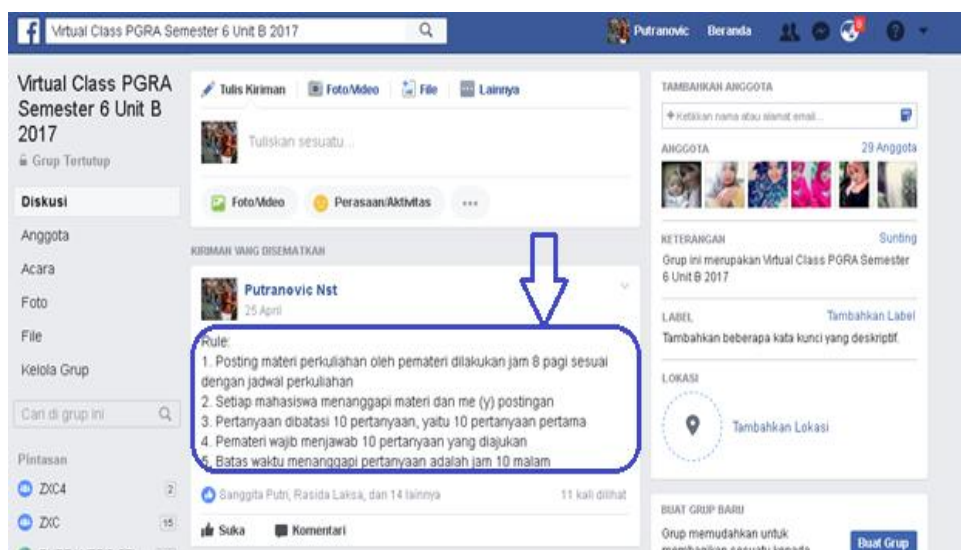 Virtual Class PGRA Semester 6 Unit B 2017
Putranovic Beranda
Virtual Class PGRA
Semester 6 Unit B
2017
Grup Tertutup
Diskusi
Anggota
Acara
Foto
File
Kelola Grup
Cari di grup ini
Pintasan
ZXC4 2
ZXC 15
Tulis Kiriman Foto/Video File Lainnya
Tuliskan sesuatu...
Foto/Video Perasaan/Aktivitas
KIRIMAN YANG DISEMATKAN
Putranovic Nst
25 April
Rule:
1. Posting materi perkuliahan oleh pemateri dilakukan jam 8 pagi sesuai
dengan jadwal perkuliahan
2. Setiap mahasiswa menanggapi materi dan me (y) postingan
3. Pertanyaan dibatasi 10 pertanyaan, yaitu 10 pertanyaan pertama
4. Pemateri wajib menjawab 10 pertanyaan yang diajukan
5. Batas waktu menanggapi pertanyaan adalah jam 10 malam
Sanggita Putri, Rasida Laksa, dan 14 lainnya 11 kali dilihat
Suka Komentari
TAMBAHKAN ANGGOTA
+ Ketikkan nama atau alamat email...
ANGGOTA 29 Anggota
KETERANGAN Sunting
Grup ini merupakan Virtual Class PGRA Semester
6 Unit B 2017
LABEL Tambahkan Label
Tambahkan beberapa kata kunci yang deskriptif.
LOKASI
Tambahkan Lokasi
BUAT GRUP BARU
Grup memudahkan untuk
membagikan sesuatu kepada
Buat Grup